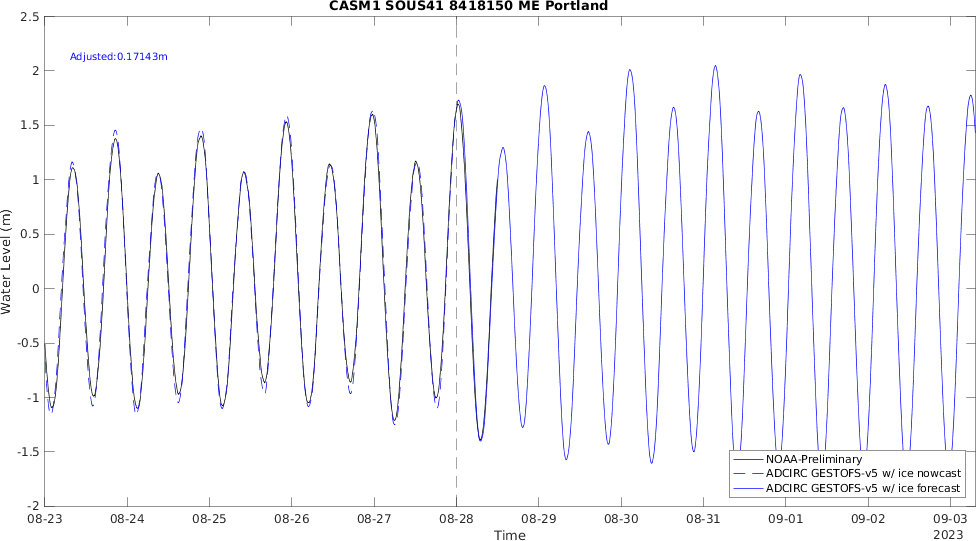 CASM1 SOUS41 8418150 ME Portland
2.5
Adjusted:0.17143m
2
1.5
1
0.5
0
-0.5
-1
-1.5
-2
Water Level (m)
NOAA-Preliminary
ADCIRC GESTOFS-v5 w/ ice nowcast
ADCIRC GESTOFS-v5 w/ ice forecast
08-23 08-24 08-25 08-26 08-27 08-28 08-29 08-30 08-31 09-01 09-02 09-03
Time 2023